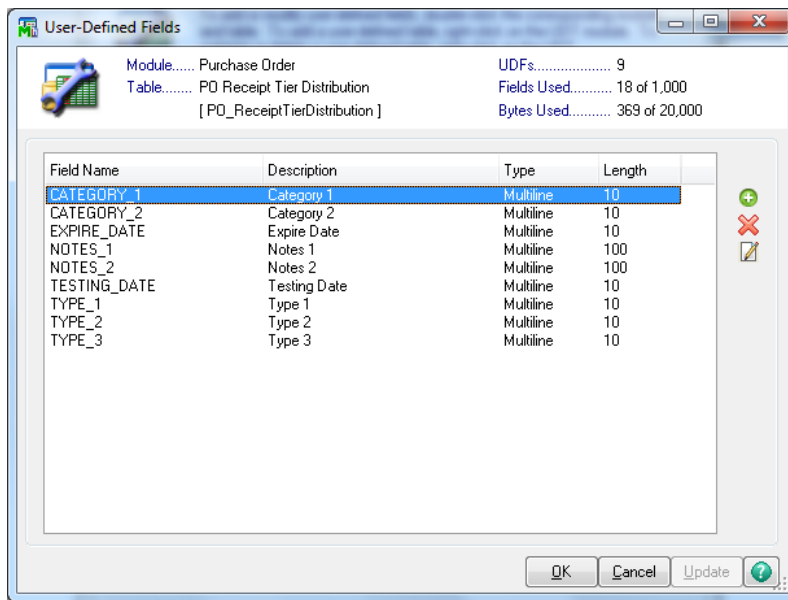 User-Defined Fields
Module...... Purchase Order
UDFs................... 9
Table........ PO Receipt Tier Distribution
Fields Used.......... 18 of 1,000
[ PO_ReceiptTierDistribution ]
Bytes Used.......... 369 of 20,000
Field Name Description Type Length
CATEGORY_1 Category 1 Multiline 10
CATEGORY_2 Category 2 Multiline 10
EXPIRE_DATE Expire Date Multiline 10
NOTES_1 Notes 1 Multiline 100
NOTES_2 Notes 2 Multiline 100
TESTING_DATE Testing Date Multiline 10
TYPE_1 Type 1 Multiline 10
TYPE_2 Type 2 Multiline 10
TYPE_3 Type 3 Multiline 10
OK Cancel Update